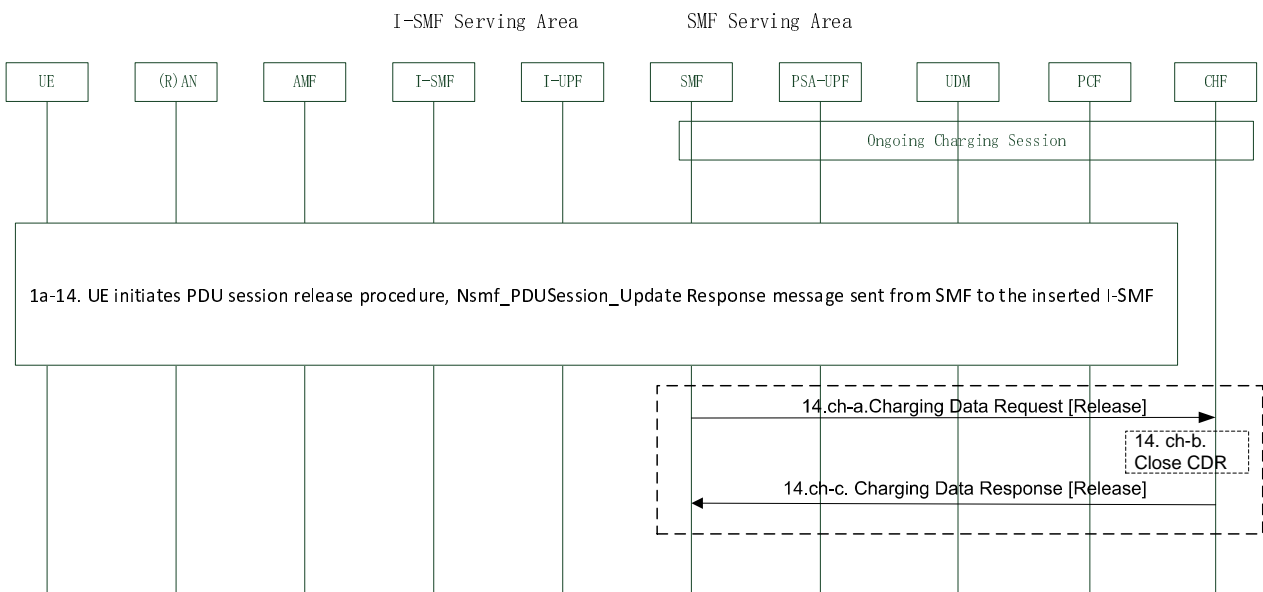 I-SMF Serving Area
SMF Serving Area
UE
(R)AN
AMF
I-SMF
I-UPF
SMF
PSA-UPF
UDM
PCF
CHF
Ongoing Charging Session
1a-14. UE initiates PDU session release procedure, Nsmf_PDUSession_Update Response message sent from SMF to the inserted I-SMF
14.ch-a.Charging Data Request [Release]
14. ch-b.
Close CDR
14.ch-c. Charging Data Response [Release]